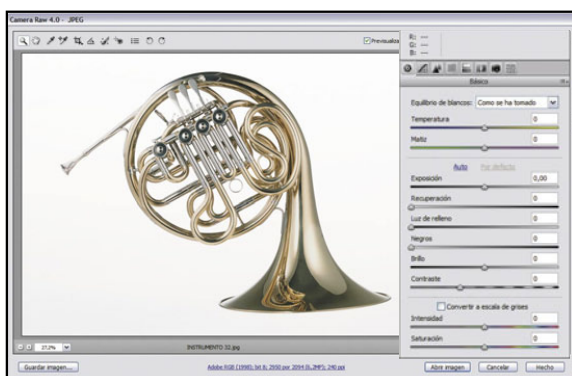 Camera Raw 4.0 - JPEG
Previsualizar
R: ---
G: ---
B: ---
Básico
Equilibrio de blancos: Como se ha tomado
Temperatura 0
Matiz 0
Auto Por defecto
Exposición 0,00
Recuperación 0
Luz de relleno 0
Negros 0
Brillo 0
Contraste 0
Convertir a escala de grises
Intensidad 0
Saturación 0
27,2% INSTRUMENTO 32.jpg
Guardar imagen... Adobe RGB (1998); bit 8; 2950 por 2094 (6,2MP); 240 ppi Abrir imagen Cancelar Hecho